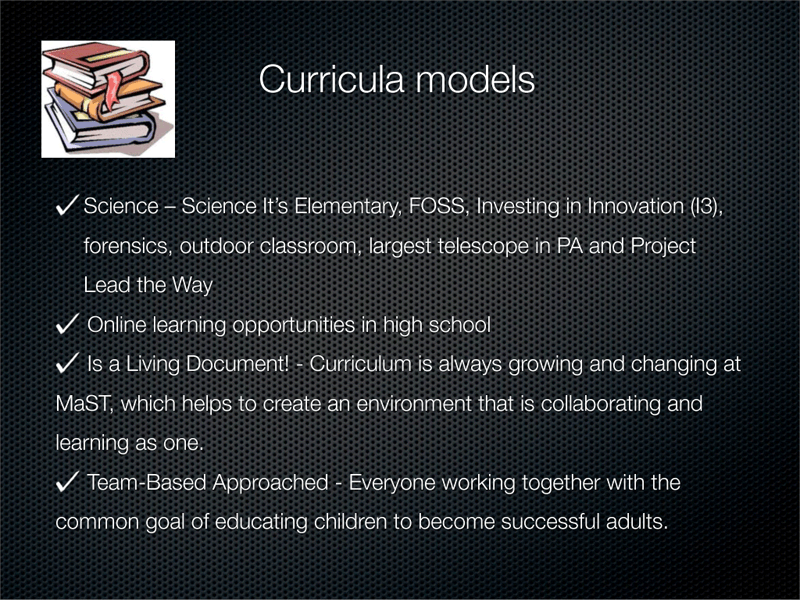 Curricula models
Science – Science It's Elementary, FOSS, Investing in Innovation (I3),
forensics, outdoor classroom, largest telescope in PA and Project
Lead the Way
Online learning opportunities in high school
Is a Living Document! - Curriculum is always growing and changing at
MaST, which helps to create an environment that is collaborating and
learning as one.
Team-Based Approached - Everyone working together with the
common goal of educating children to become successful adults.